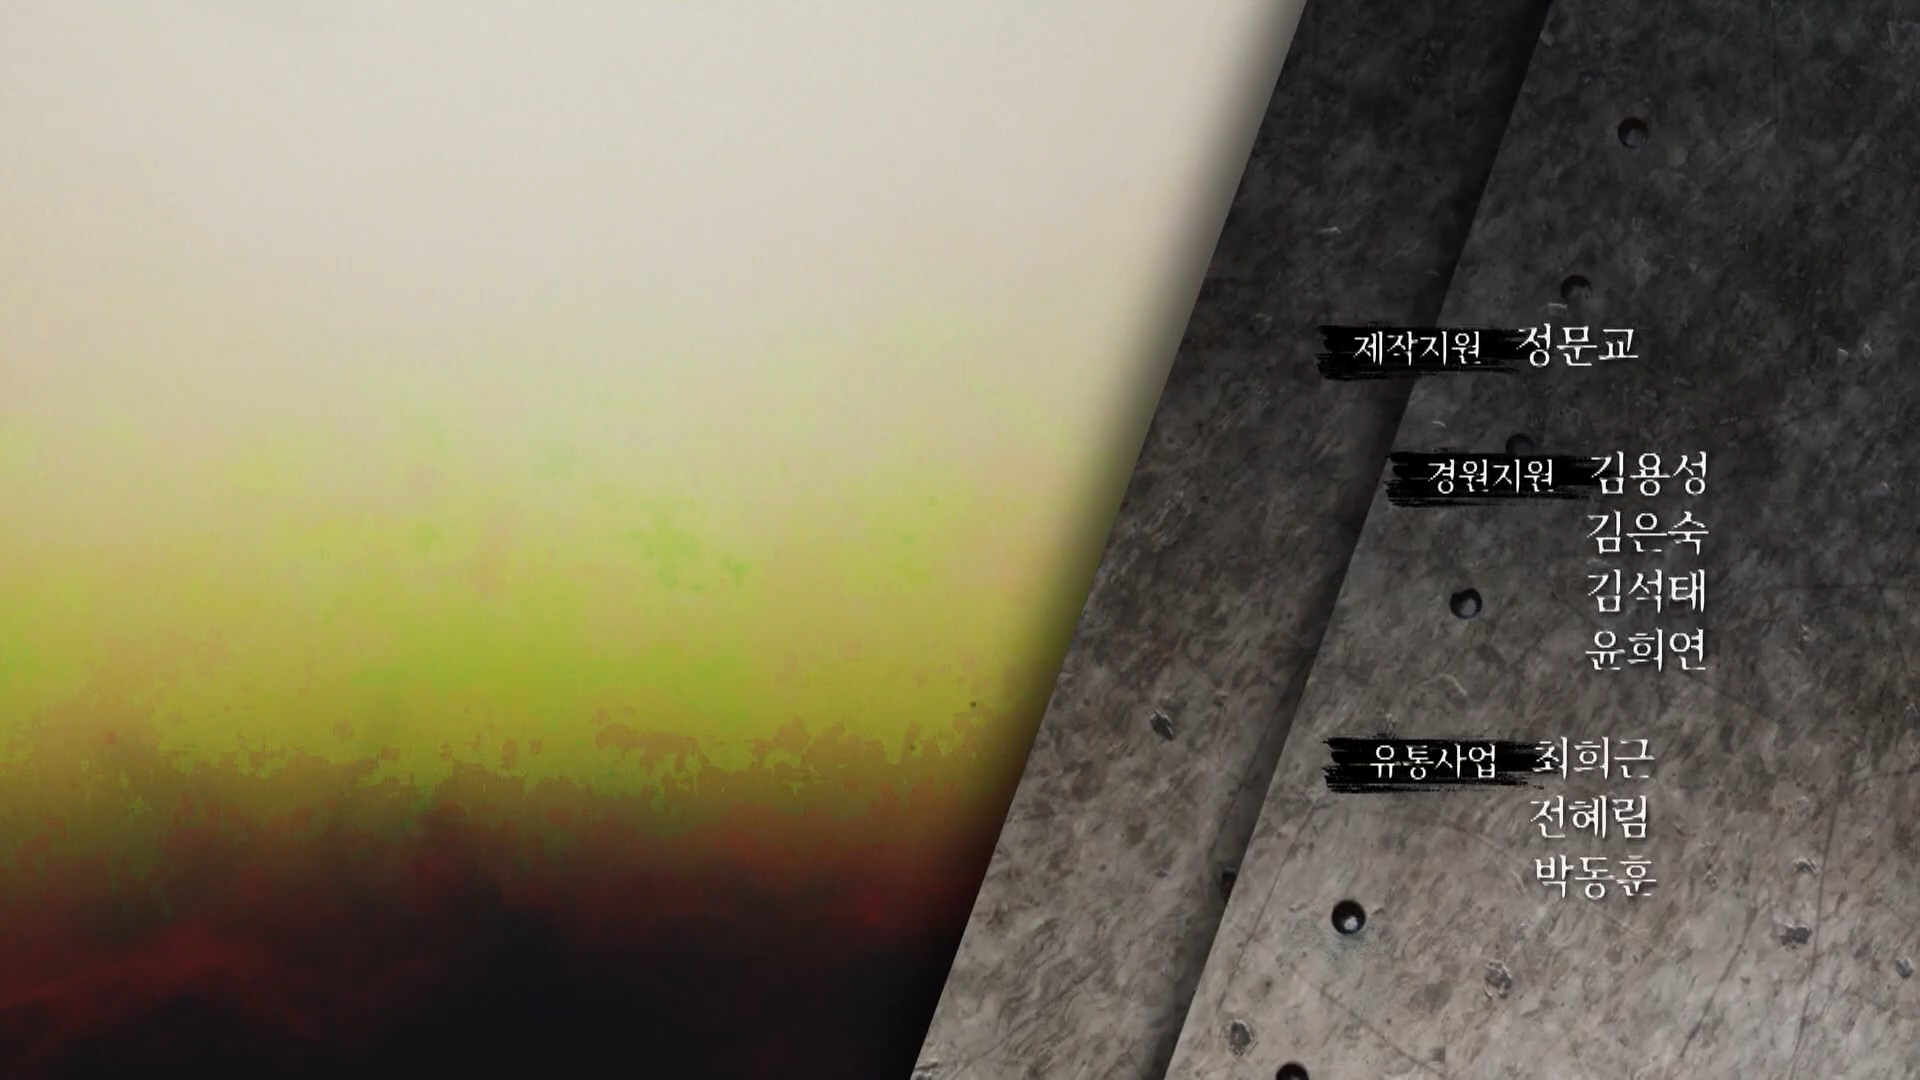 제작지원 정문교
경원지원 김용성
김은숙
김석태
윤희연
유통사업 최희근
전혜림
박동훈